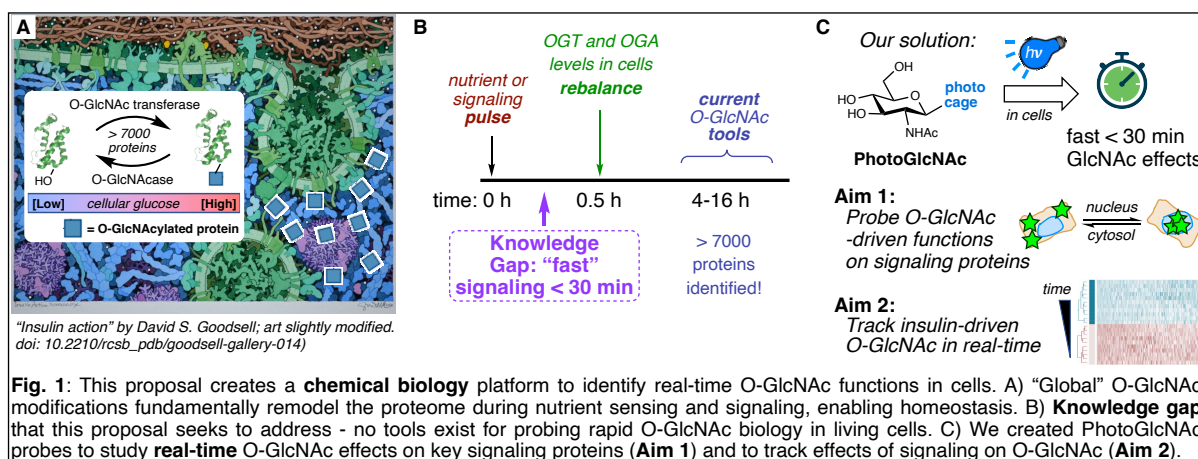 A
O-GlcNAc transferase
> 7000
proteins
HO
O-GlcNAcase
[Low] cellular glucose [High]
= O-GlcNAcylated protein
"Insulin action" by David S. Goodsell; art slightly modified.
doi: 10.2210/rcsb_pdb/goodsell-gallery-014)
B
OGT and OGA
levels in cells
rebalance
nutrient or
signaling
pulse
current
O-GlcNAc
tools
time: 0 h 0.5 h 4-16 h
Knowledge
Gap: "fast"
signaling < 30 min
> 7000
proteins
identified!
C
Our solution:
hν
OH
HO
HO
O
NHAc
photo
cage
in cells
PhotoGlcNAc
fast < 30 min
GlcNAc effects
Aim 1:
Probe O-GlcNAc
-driven functions
on signaling proteins
nucleus
cytosol
Aim 2:
Track insulin-driven
O-GlcNAc in real-time
time
Fig. 1: This proposal creates a chemical biology platform to identify real-time O-GlcNAc functions in cells. A) "Global" O-GlcNAc
modifications fundamentally remodel the proteome during nutrient sensing and signaling, enabling homeostasis. B) Knowledge gap
that this proposal seeks to address - no tools exist for probing rapid O-GlcNAc biology in living cells. C) We created PhotoGlcNAc
probes to study real-time O-GlcNAc effects on key signaling proteins (Aim 1) and to track effects of signaling on O-GlcNAc (Aim 2).